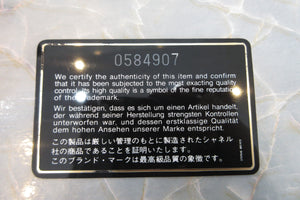 0584907
We certify the authenticity of this item and confirm
that it has been subjected to the most exacting quality
control. Its high quality is a symbol of the fine reputation
of this trademark.
Wir bestätigen, dass es sich um einen Artikel handelt,
der während seiner Herstellung strengsten Kontrollen
unterworfen war, und dessen erstklassige Qualität
dem hohen Ansehen unserer Marke entspricht.
この製品は厳しい管理のもとに製造されたシャネル
社の商品であることを証明いたします。
このブランド・マークは最高級品質の象徴です。